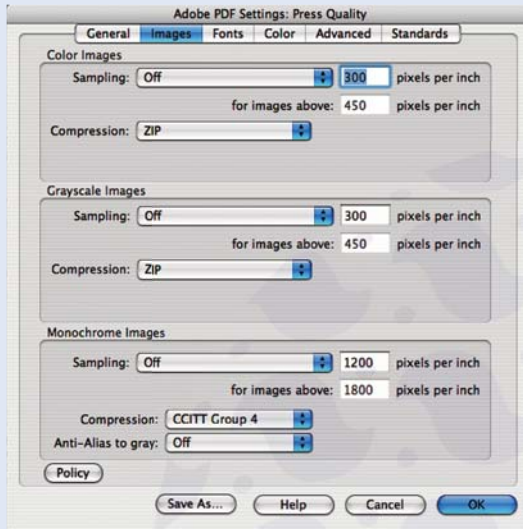 Adobe PDF Settings: Press Quality
General Images Fonts Color Advanced Standards
Color Images
Sampling: Off 300 pixels per inch
for images above: 450 pixels per inch
Compression: ZIP
Grayscale Images
Sampling: Off 300 pixels per inch
for images above: 450 pixels per inch
Compression: ZIP
Monochrome Images
Sampling: Off 1200 pixels per inch
for images above: 1800 pixels per inch
Compression: CCITT Group 4
Anti-Alias to gray: Off
Policy
Save As... Help Cancel OK